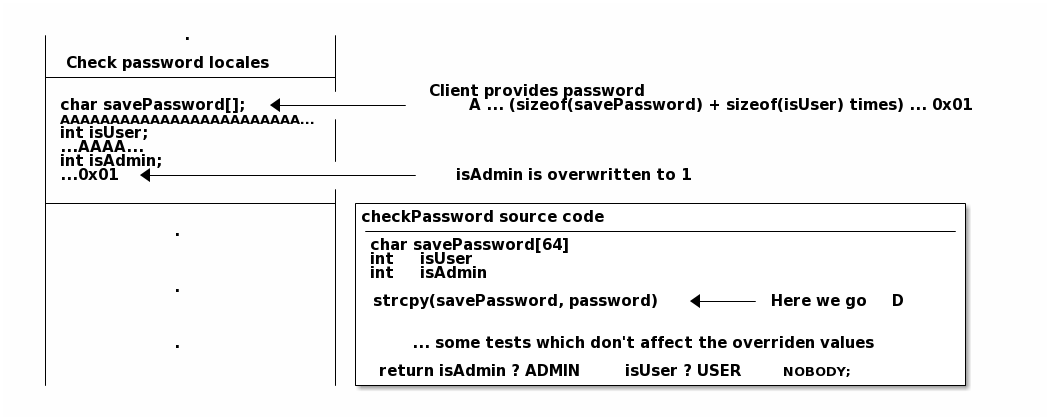 Check password locales
Client provides password
char savePassword[]; A ... (sizeof(savePassword) + sizeof(isUser) times) ... 0x01
AAAAAAAAAAAAAAAAAAAAAAAA...
int isUser;
...AAAA...
int isAdmin;
...0x01 isAdmin is overwritten to 1
checkPassword source code
char savePassword[64]
int isUser
int isAdmin
strcpy(savePassword, password) Here we go D
... some tests which don't affect the overriden values
return isAdmin ? ADMIN isUser ? USER NOBODY;